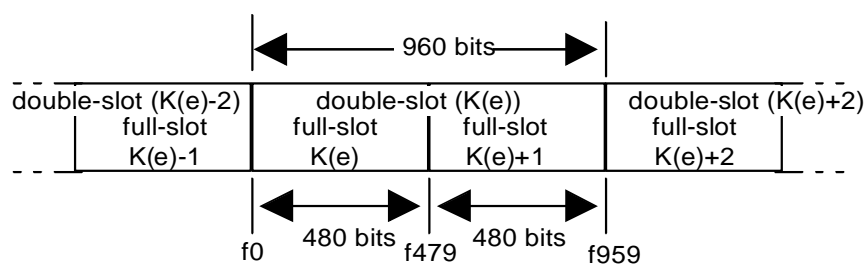 960 bits
double-slot (K(e)-2) double-slot (K(e)) double-slot (K(e)+2)
full-slot full-slot full-slot full-slot
K(e)-1 K(e) K(e)+1 K(e)+2
480 bits 480 bits
f0 f479 f959